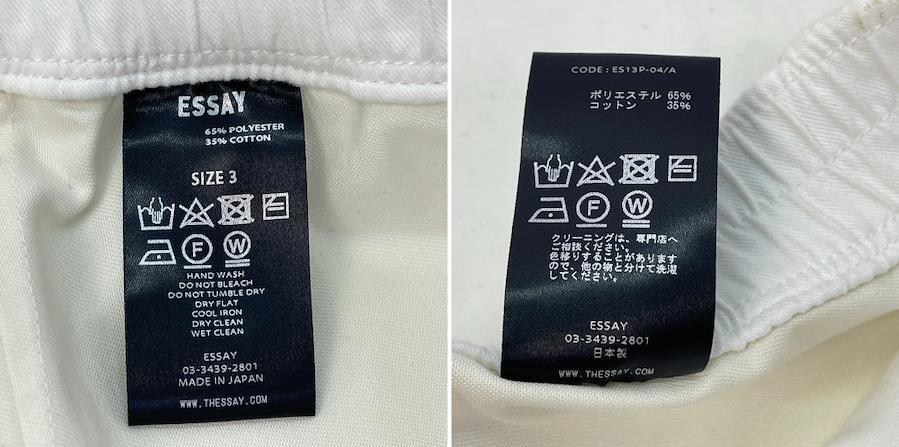 ESSAY
65% POLYESTER
35% COTTON
SIZE 3
F
W
HAND WASH
DO NOT BLEACH
DO NOT TUMBLE DRY
DRY FLAT
COOL IRON
DRY CLEAN
WET CLEAN
ESSAY
03-3439-2801
MADE IN JAPAN
WWW.THESSAY.COM
CODE : ES13P-04/A
ポリエステル 65%
コットン 35%
F
W
クリーニングは、専門店へ
ご相談ください。
色移りすることがあります
ので、他の物と分けて洗濯
してください。
ESSAY
03-3439-2801
日本製
WWW.THESSAY.COM